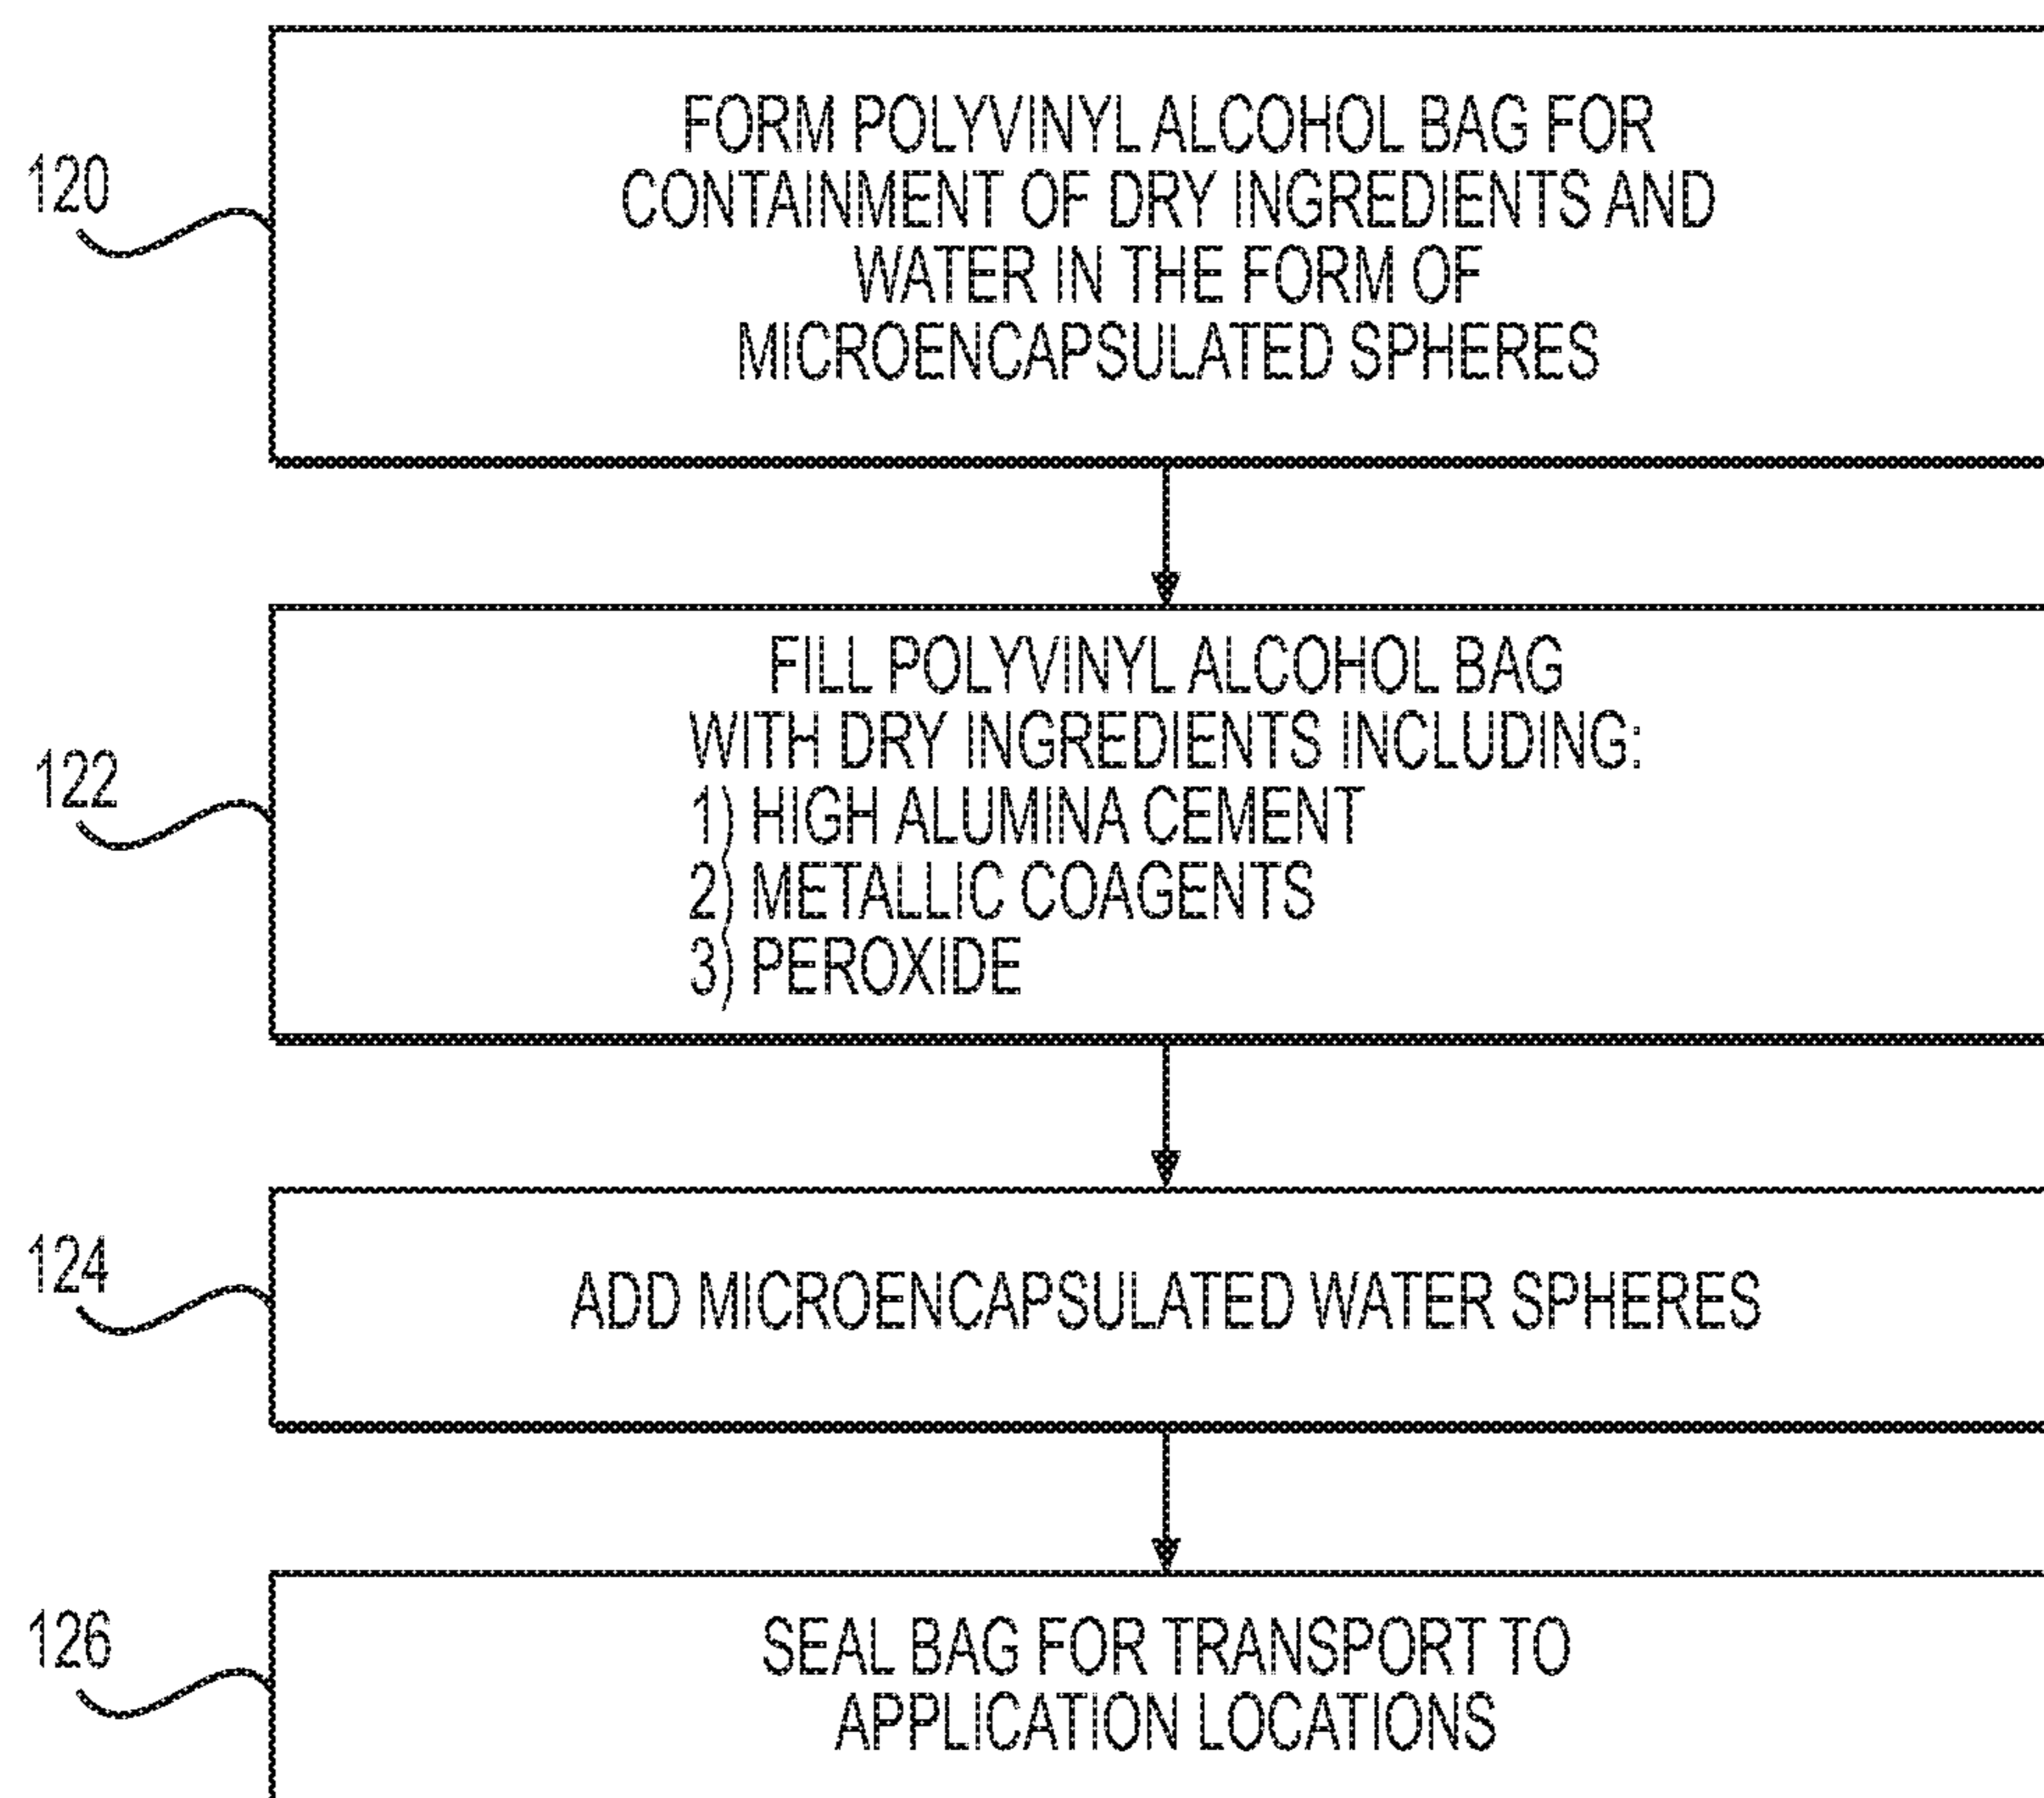 120
FORM POLYVINYL ALCOHOL BAG FOR
CONTAINMENT OF DRY INGREDIENTS AND
WATER IN THE FORM OF
MICROENCAPSULATED SPHERES
122
FILL POLYVINYL ALCOHOL BAG
WITH DRY INGREDIENTS INCLUDING:
1) HIGH ALUMINA CEMENT
2) METALLIC COAGENTS
3) PEROXIDE
124
ADD MICROENCAPSULATED WATER SPHERES
126
SEAL BAG FOR TRANSPORT TO
APPLICATION LOCATIONS